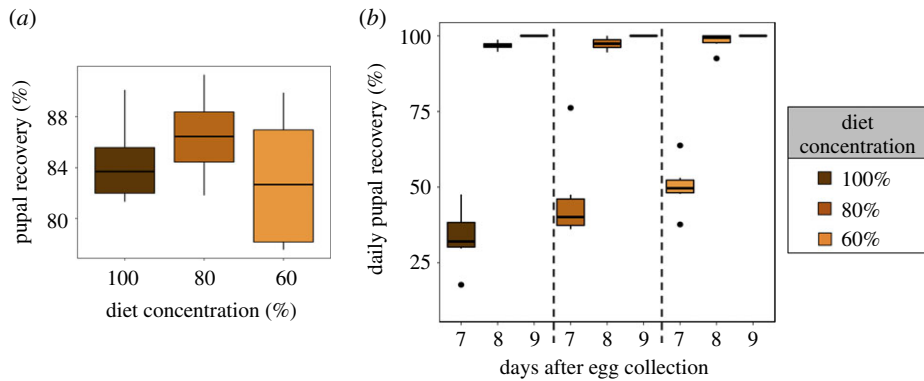 (a)
pupal recovery (%)
88
84
80
100 80 60
diet concentration (%)
(b)
daily pupal recovery (%)
100
75
50
25
7 8 9 7 8 9 7 8 9
days after egg collection
diet
concentration
100%
80%
60%